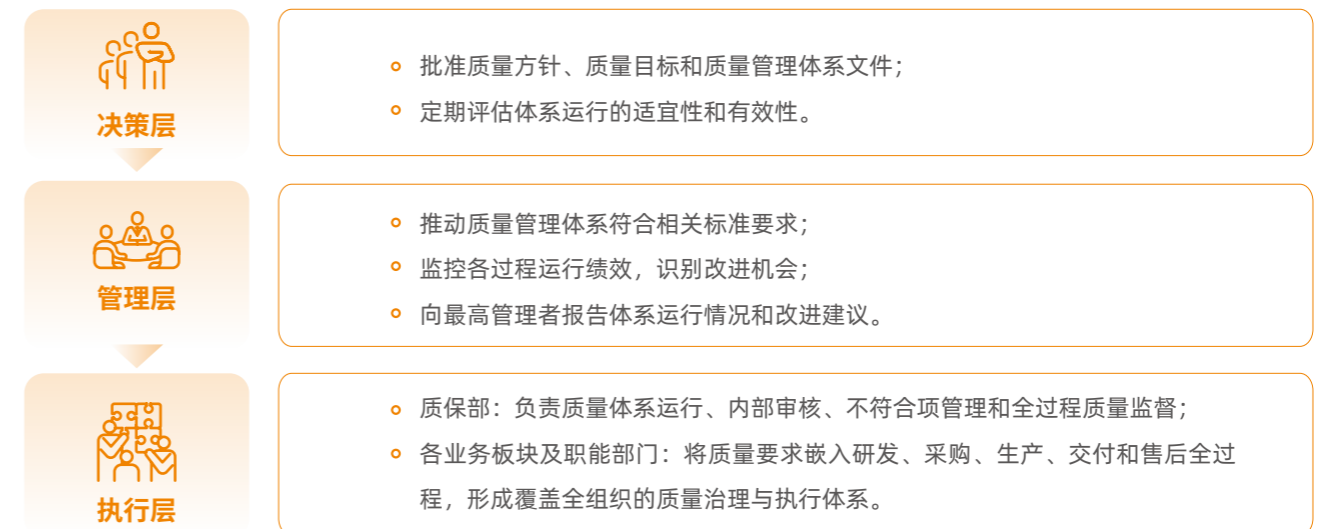 决策层
批准质量方针、质量目标和质量管理体系文件；
定期评估体系运行的适宜性和有效性。
管理层
推动质量管理体系符合相关标准要求；
监控各过程运行绩效，识别改进机会；
向最高管理者报告体系运行情况和改进建议。
执行层
质保部：负责质量体系运行、内部审核、不符合项管理和全过程质量监督；
各业务板块及职能部门：将质量要求嵌入研发、采购、生产、交付和售后全过
程，形成覆盖全组织的质量治理与执行体系。